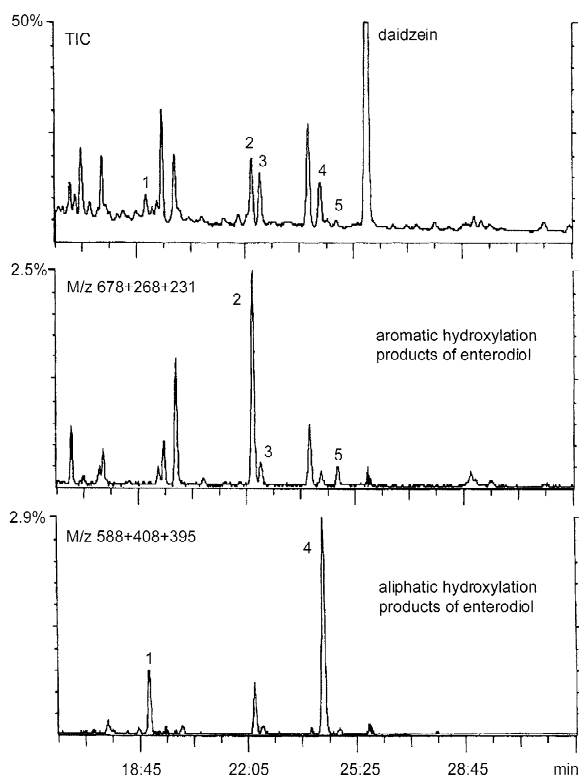 50%
TIC
daidzein
1
2
3
4
5
2.5%
M/z 678+268+231
2
aromatic hydroxylation
products of enterodiol
3
5
2.9%
M/z 588+408+395
4
aliphatic hydroxylation
products of enterodiol
1
18:45 22:05 25:25 28:45 min